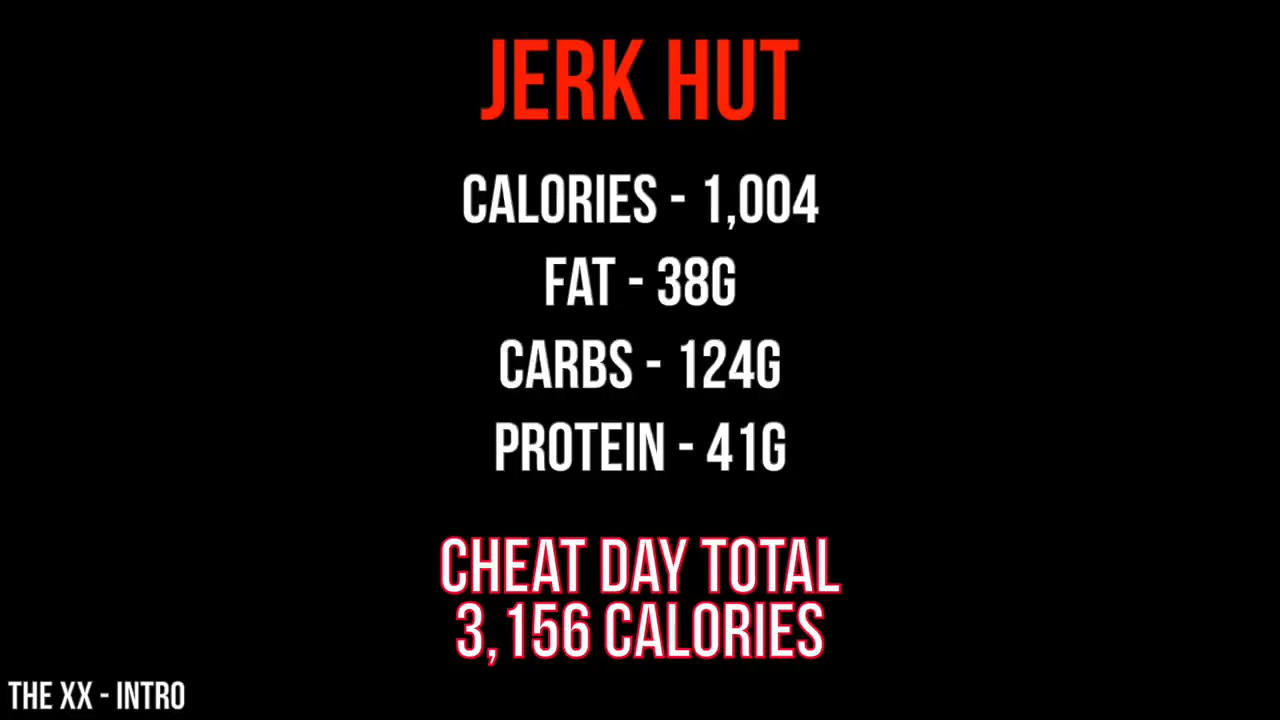 JERK HUT
CALORIES - 1,004
FAT - 38G
CARBS - 124G
PROTEIN - 41G
CHEAT DAY TOTAL
3,156 CALORIES
THE XX - INTRO